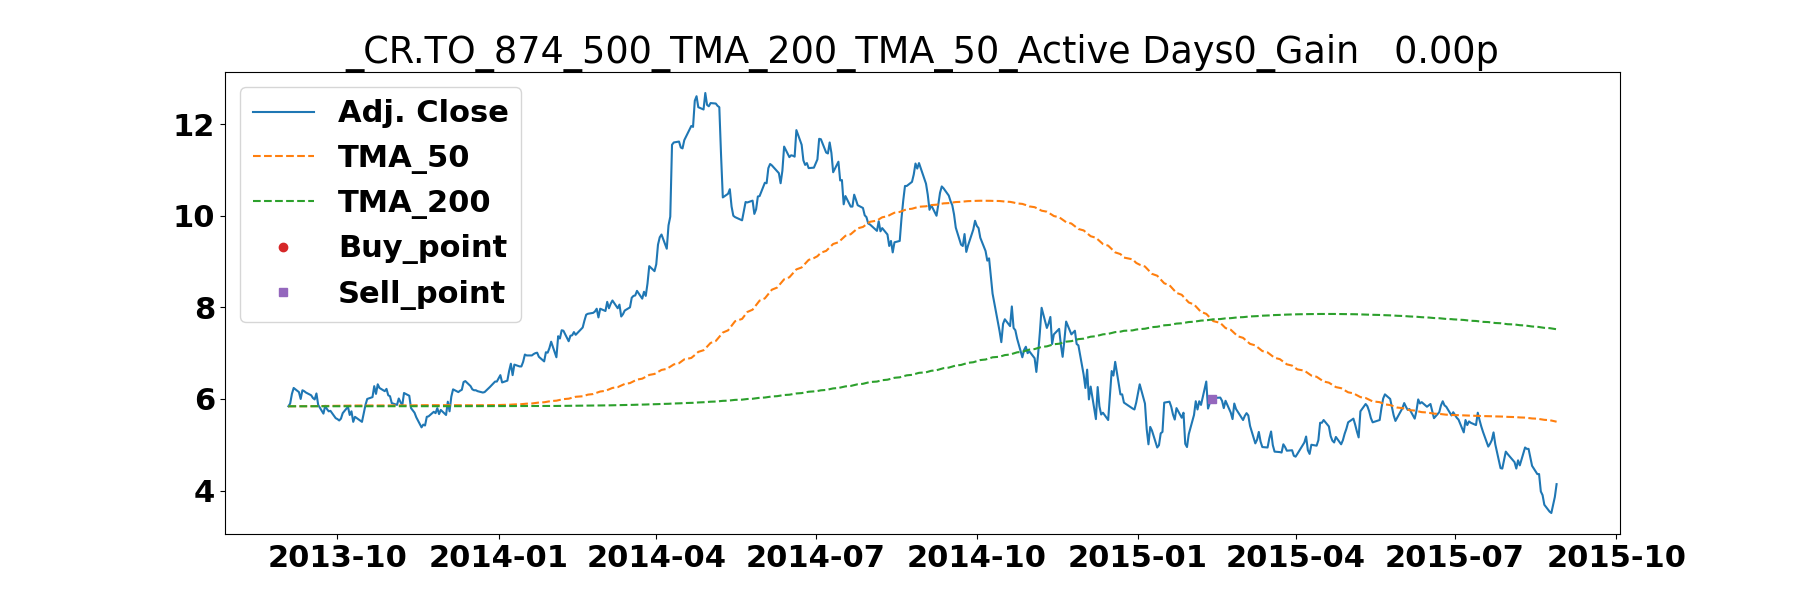 _CR.TO_874_500_TMA_200_TMA_50_Active Days0_Gain   0.00p
Adj. Close
TMA_50
TMA_200
Buy_point
Sell_point
12
10
8
6
4
2013-10 2014-01 2014-04 2014-07 2014-10 2015-01 2015-04 2015-07 2015-10